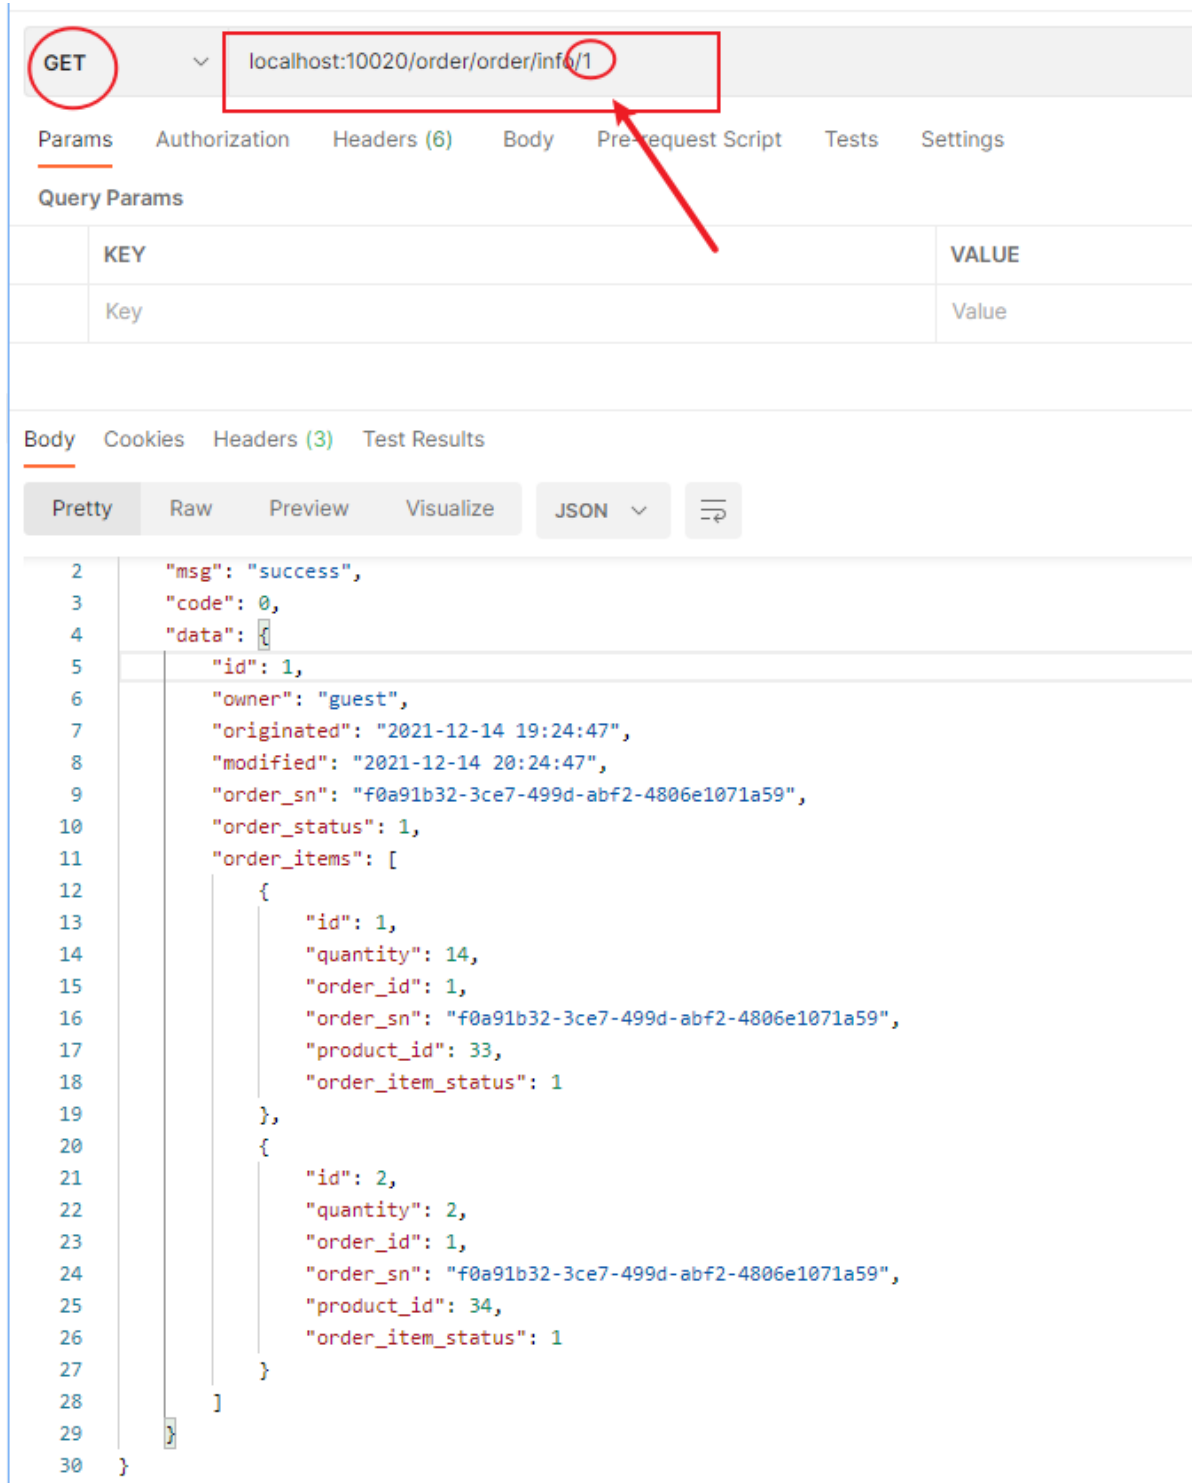 GET localhost:10020/order/order/info/1
Params Authorization Headers (6) Body Pre-request Script Tests Settings
Query Params
KEY VALUE
Key Value
Body Cookies Headers (3) Test Results
Pretty Raw Preview Visualize JSON
2 "msg": "success",
3 "code": 0,
4 "data": {
5 "id": 1,
6 "owner": "guest",
7 "originated": "2021-12-14 19:24:47",
8 "modified": "2021-12-14 20:24:47",
9 "order_sn": "f0a91b32-3ce7-499d-abf2-4806e1071a59",
10 "order_status": 1,
11 "order_items": [
12 {
13 "id": 1,
14 "quantity": 14,
15 "order_id": 1,
16 "order_sn": "f0a91b32-3ce7-499d-abf2-4806e1071a59",
17 "product_id": 33,
18 "order_item_status": 1
19 },
20 {
21 "id": 2,
22 "quantity": 2,
23 "order_id": 1,
24 "order_sn": "f0a91b32-3ce7-499d-abf2-4806e1071a59",
25 "product_id": 34,
26 "order_item_status": 1
27 }
28 ]
29 }
30 }